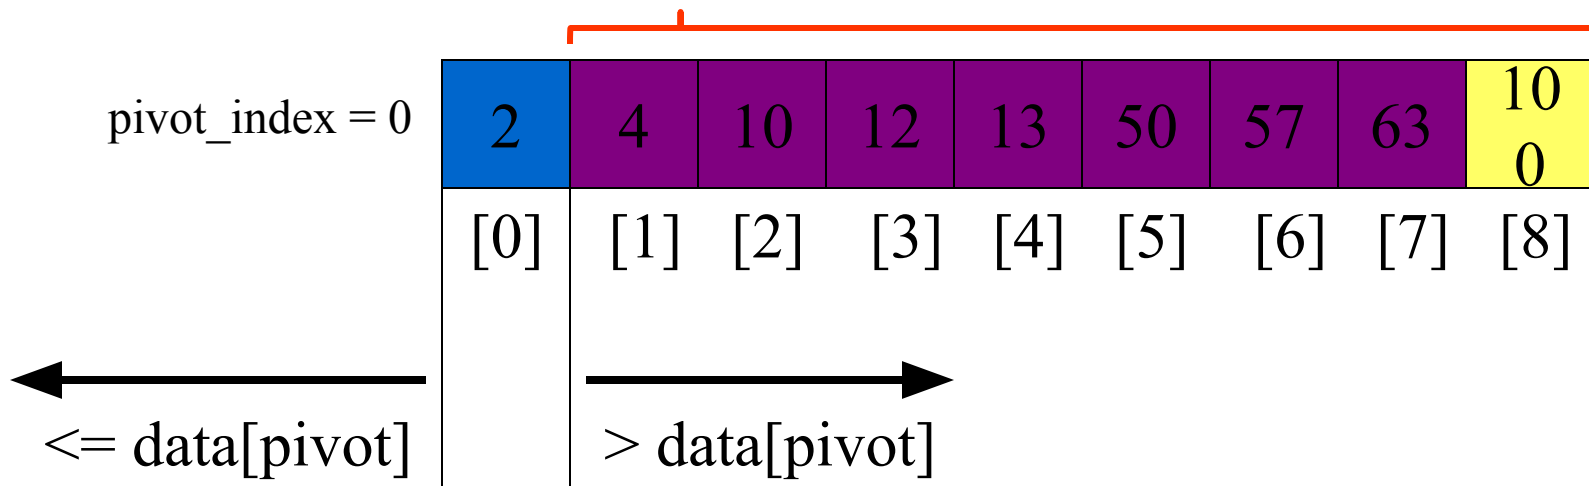 pivot_index = 0 2 4 10 12 13 50 57 63 10
0
[0] [1] [2] [3] [4] [5] [6] [7] [8]
<= data[pivot] > data[pivot]